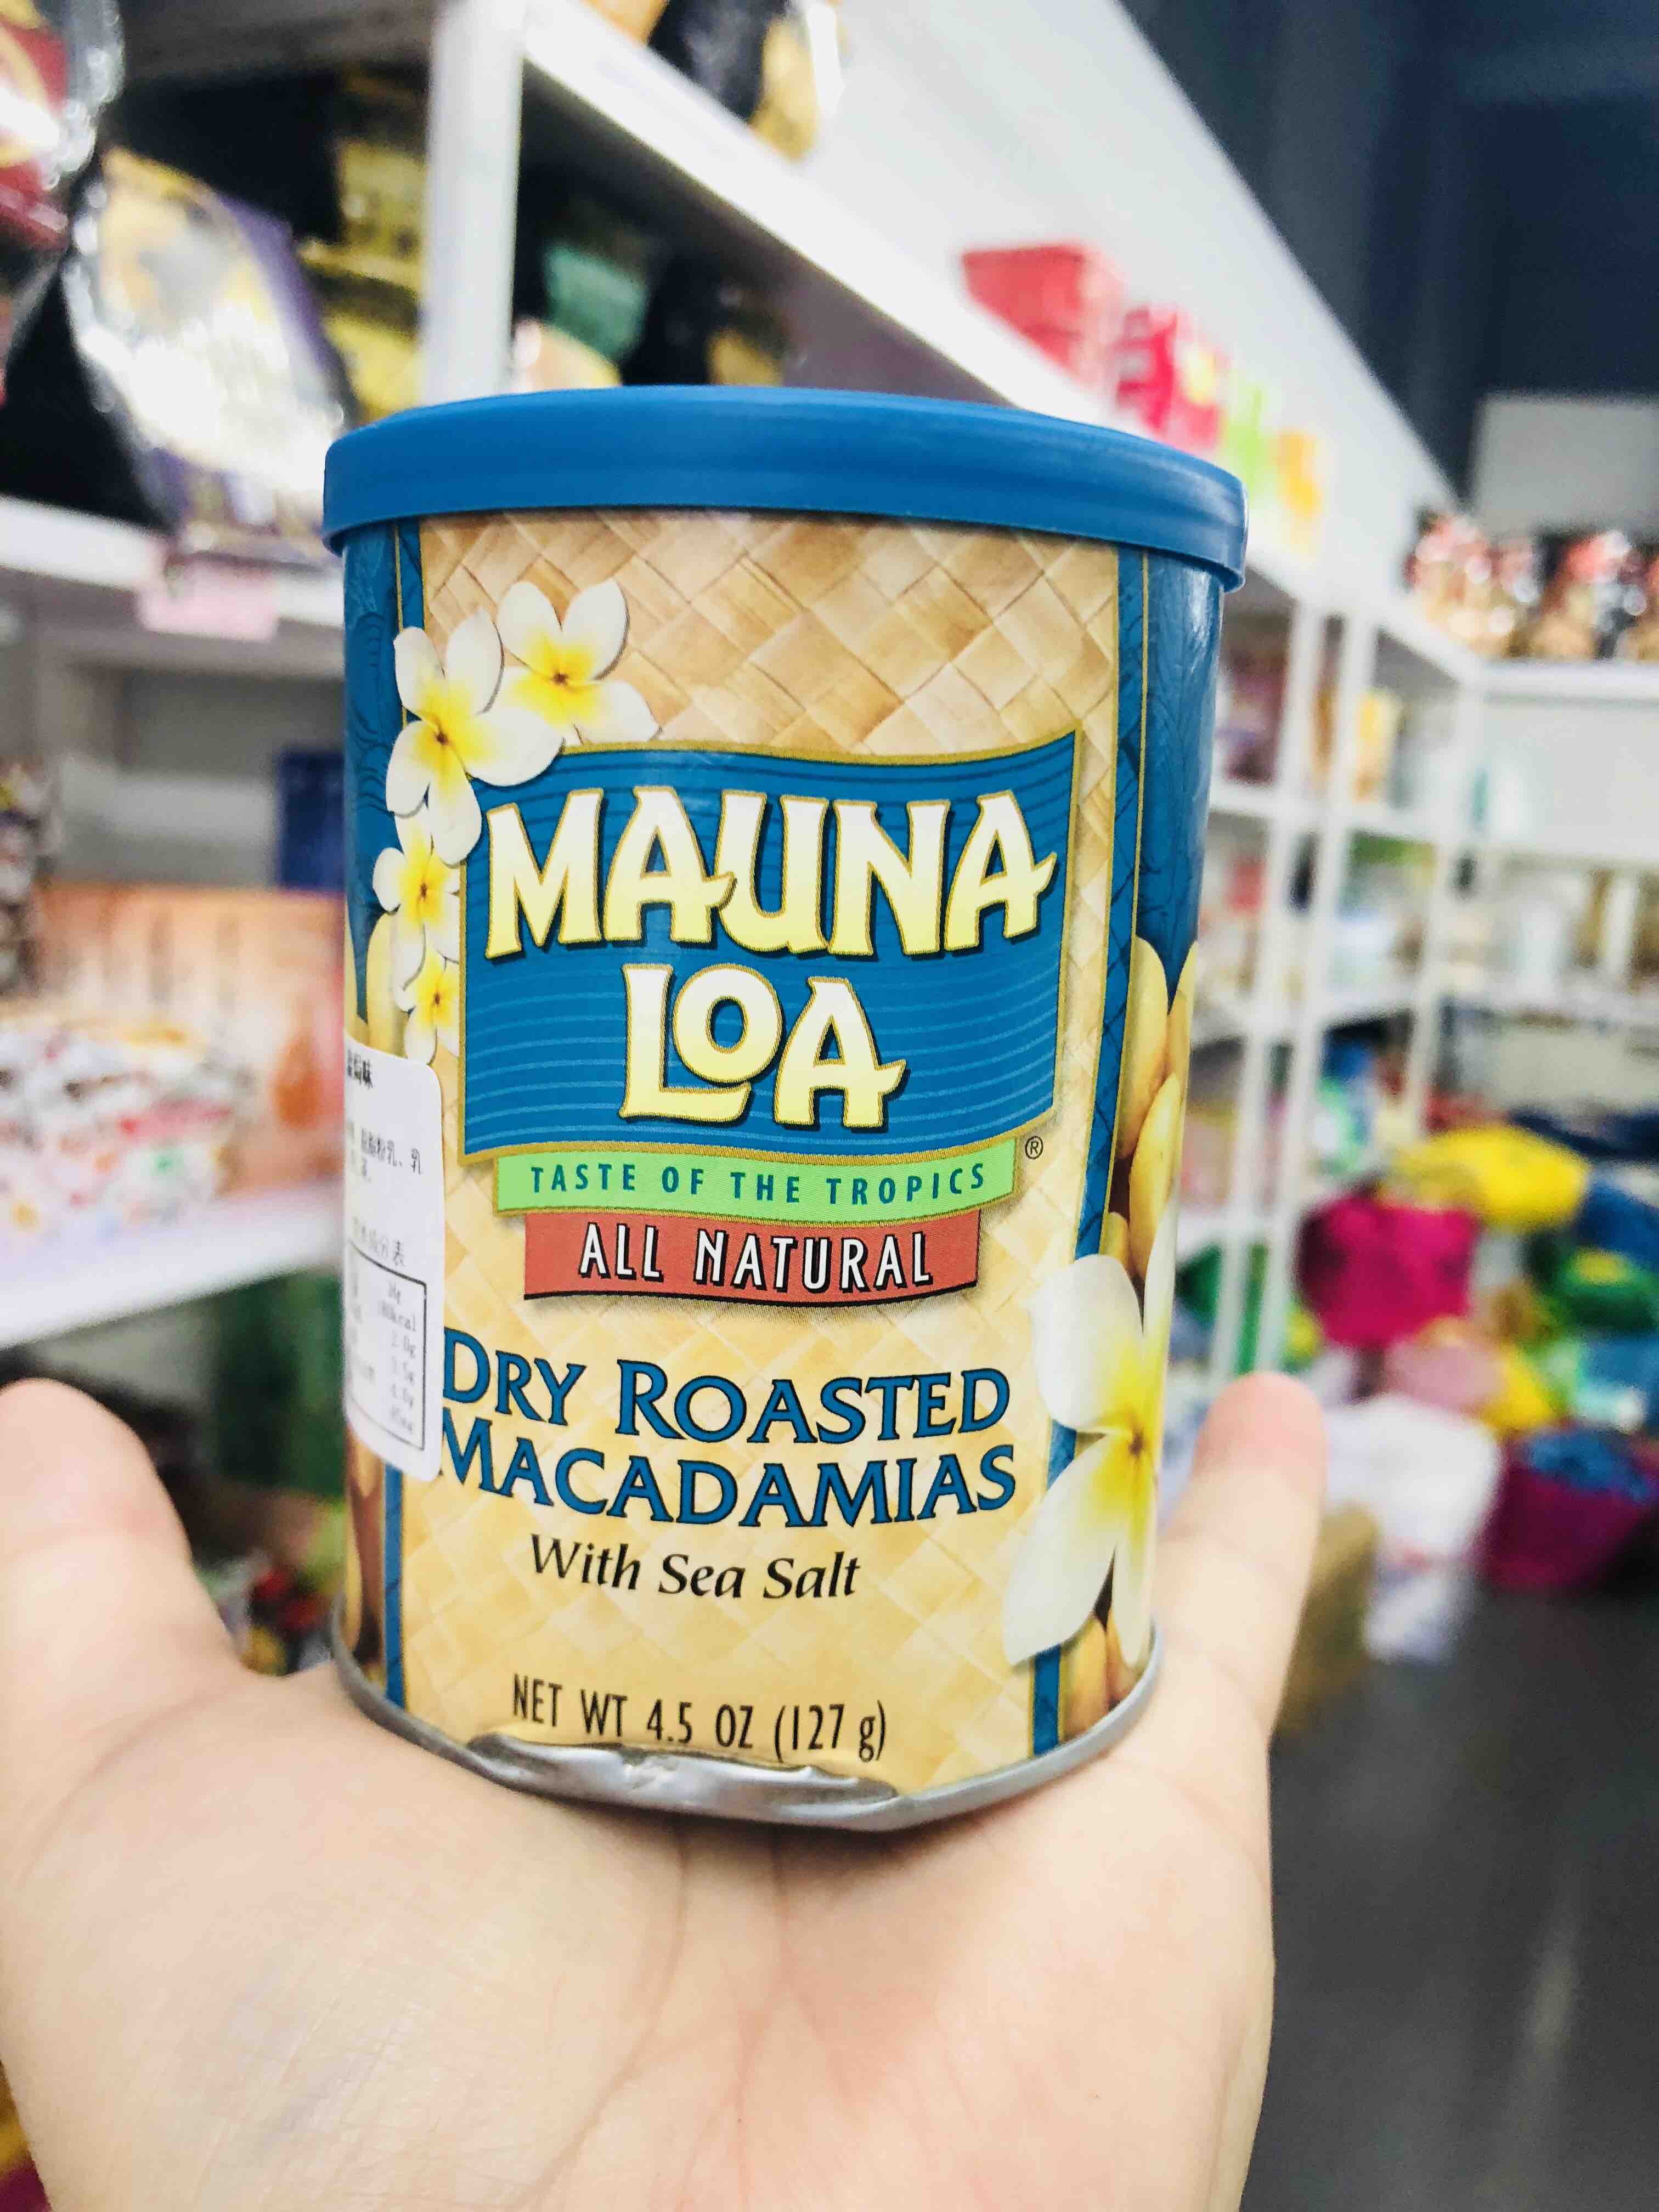 MAUNA
LOA
®
TASTE OF THE TROPICS
ALL NATURAL
DRY ROASTED
MACADAMIAS
With Sea Salt
NET WT 4.5 OZ (127 g)